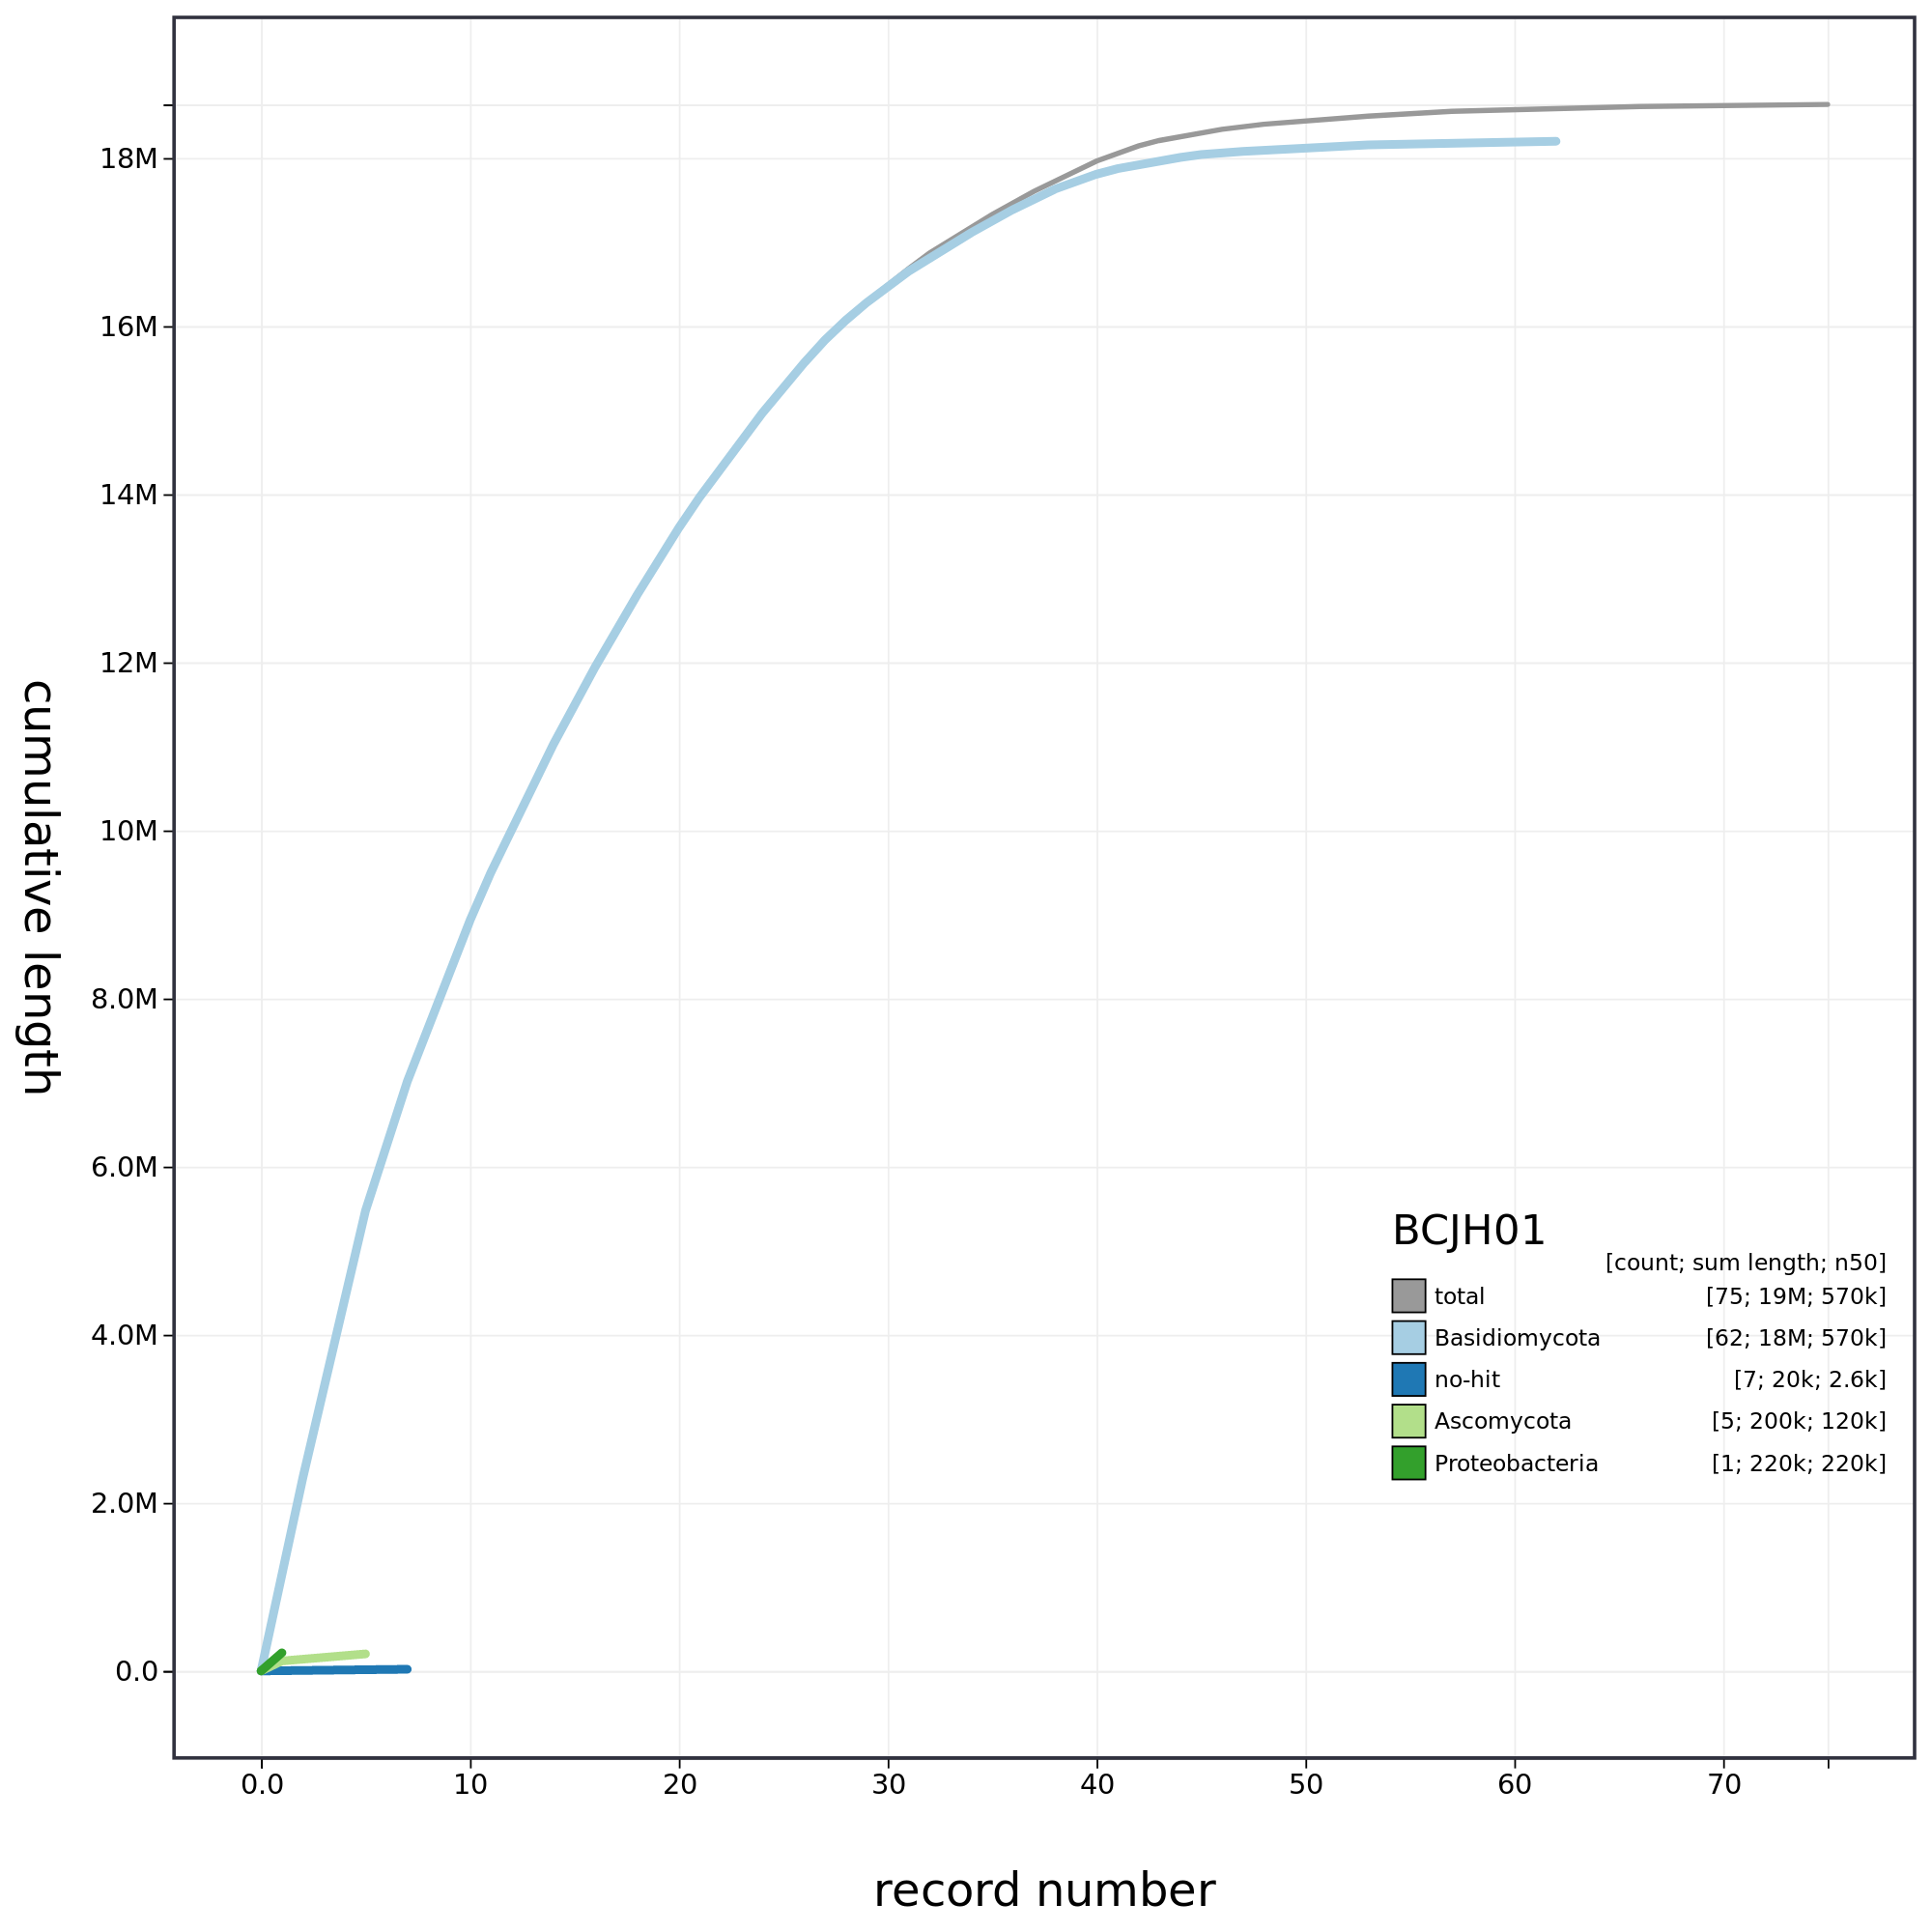 18M
16M
14M
12M
10M
8.0M
6.0M
4.0M
2.0M
0.0
cumulative length
BCJH01
[count; sum length; n50]
total [75; 19M; 570k]
Basidiomycota [62; 18M; 570k]
no-hit [7; 20k; 2.6k]
Ascomycota [5; 200k; 120k]
Proteobacteria [1; 220k; 220k]
0.0 10 20 30 40 50 60 70
record number